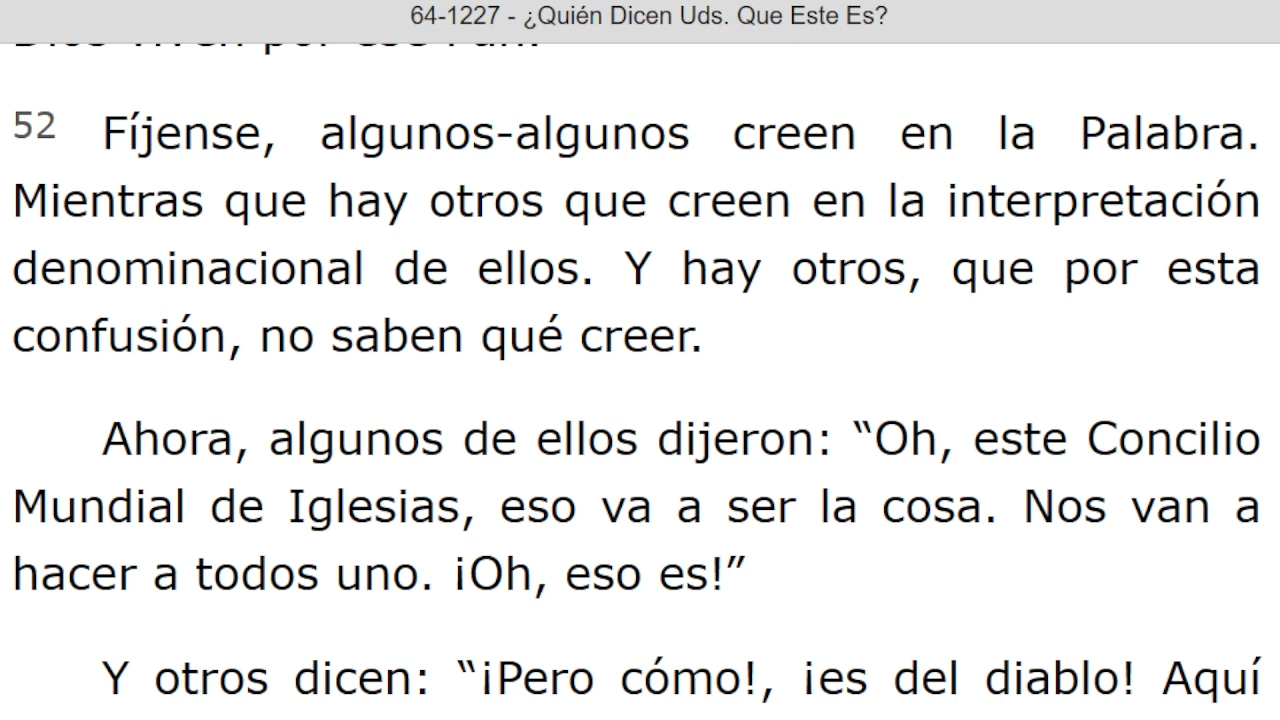 64-1227 - ¿Quién Dicen Uds. Que Este Es?
52 Fíjense, algunos-algunos creen en la Palabra.
Mientras que hay otros que creen en la interpretación
denominacional de ellos. Y hay otros, que por esta
confusión, no saben qué creer.
Ahora, algunos de ellos dijeron: “Oh, este Concilio
Mundial de Iglesias, eso va a ser la cosa. Nos van a
hacer a todos uno. ¡Oh, eso es!”
Y otros dicen: “¡Pero cómo!, ¡es del diablo! Aquí